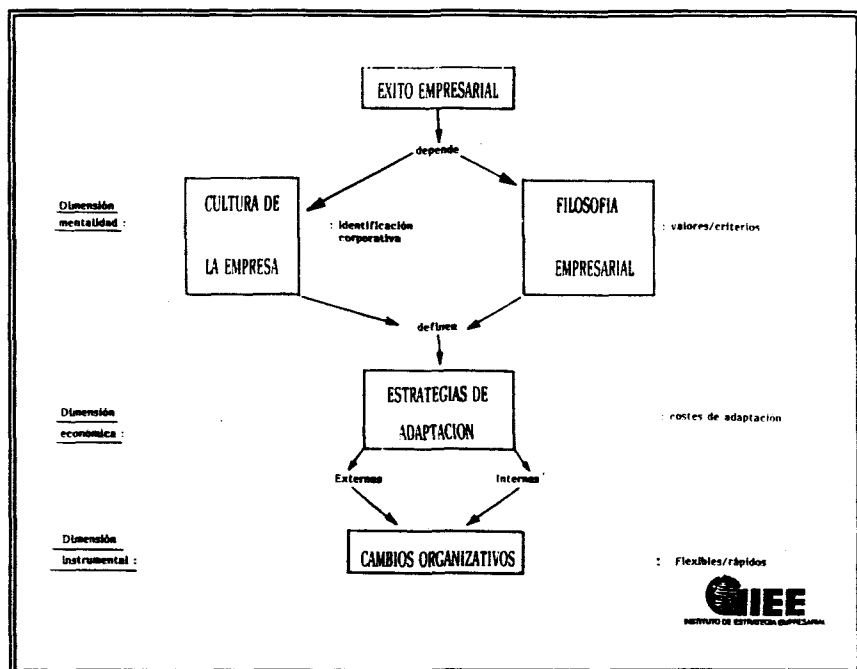 EXITO EMPRESARIAL
depende
Dimensión
mentalidad :
CULTURA DE
LA EMPRESA
: identificación
corporativa
FILOSOFIA
EMPRESARIAL
: valores/criterios
definen
Dimensión
económica :
ESTRATEGIAS DE
ADAPTACION
: costes de adaptación
Externas
Internas
Dimensión
instrumental :
CAMBIOS ORGANIZATIVOS
: Flexibles/rápidos
IEE
INSTITUTO DE ESTRATEGIA EMPRESARIAL